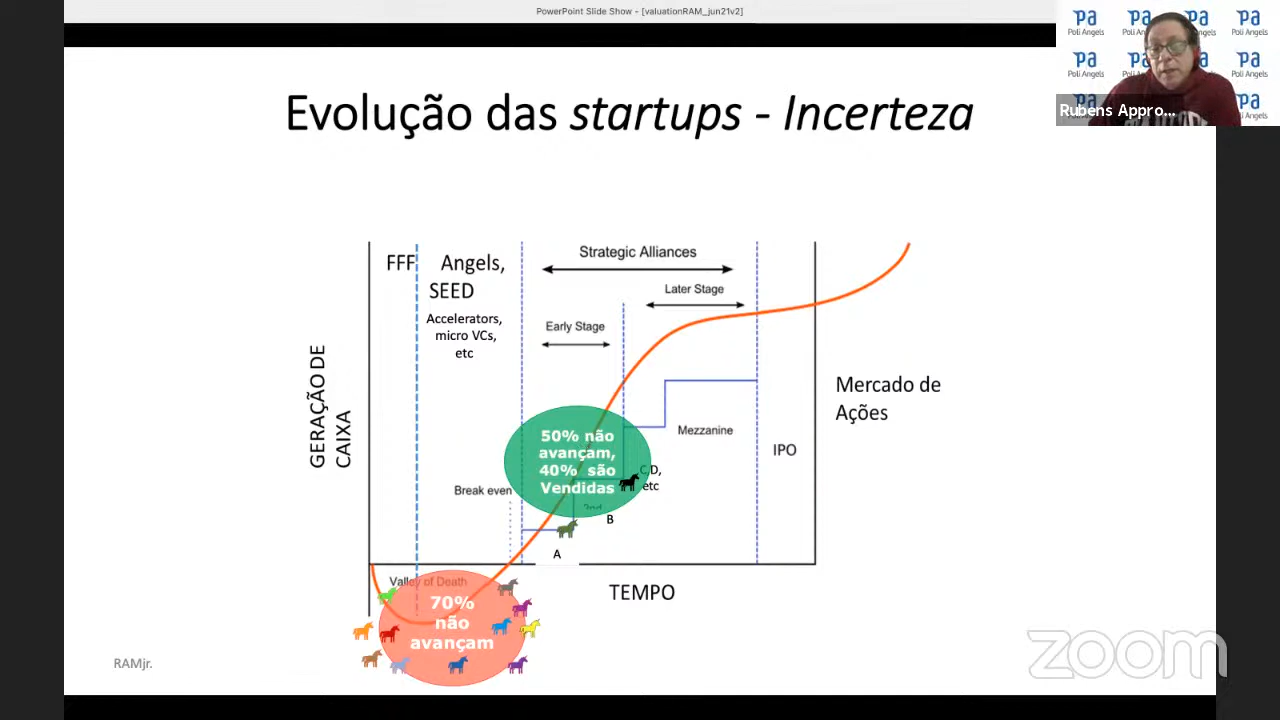 PowerPoint Slide Show - [valuationRAM_jun21v2]
Poli Angels
Poli Angels
Poli Angels
Poli Angels
Poli Angels
Poli Angels
Rubens Appro...
Evolução das startups - Incerteza
FFF
Angels,
SEED
Accelerators,
micro VCs,
etc
Strategic Alliances
Later Stage
Early Stage
GERAÇÃO DE
CAIXA
Mercado de
Ações
50% não
avançam,
40% são
Vendidas
Mezzanine
IPO
C,D,
etc
Break even
2nd
B
A
Valley of Death
TEMPO
70%
não
avançam
RAMjr.
zoom